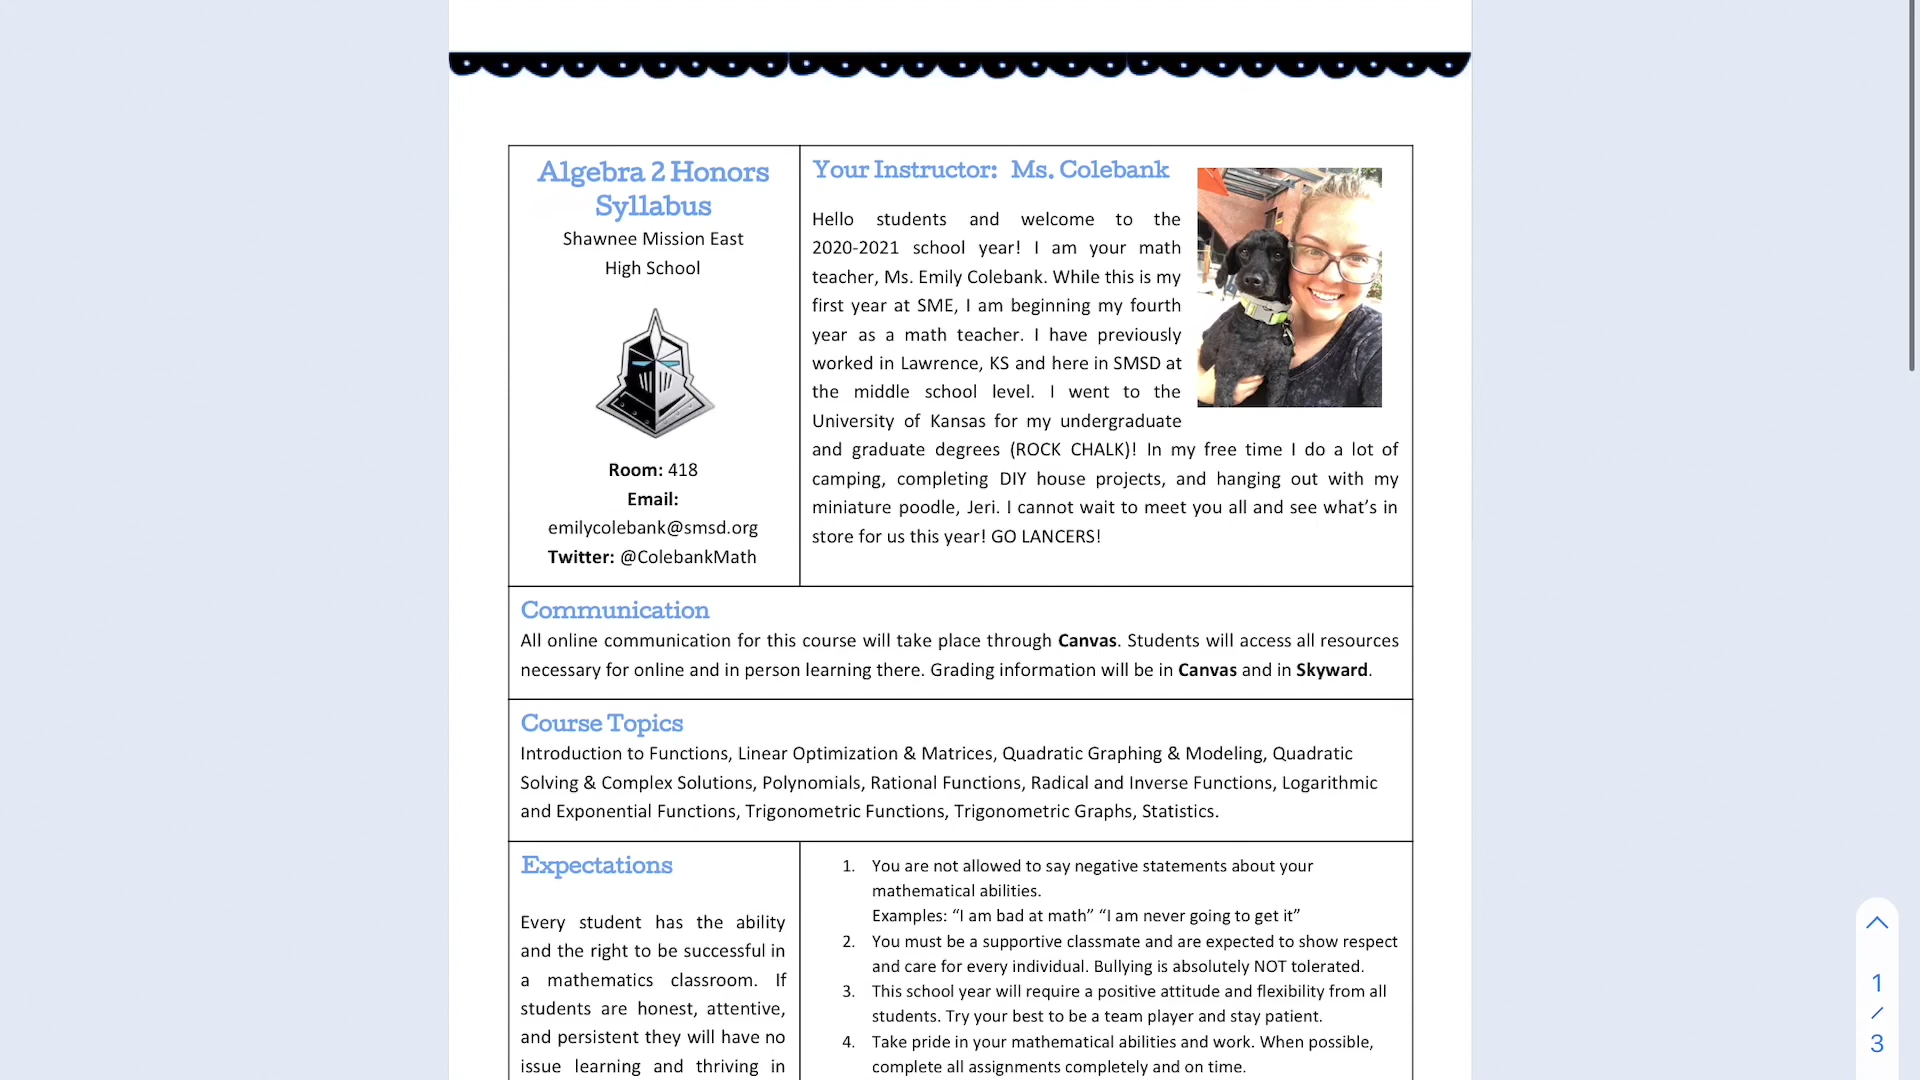 Algebra 2 Honors
Syllabus
Shawnee Mission East
High School
Room: 418
Email:
emilycolebank@smsd.org
Twitter: @ColebankMath
Your Instructor: Ms. Colebank
Hello students and welcome to the
2020-2021 school year! I am your math
teacher, Ms. Emily Colebank. While this is my
first year at SME, I am beginning my fourth
year as a math teacher. I have previously
worked in Lawrence, KS and here in SMSD at
the middle school level. I went to the
University of Kansas for my undergraduate
and graduate degrees (ROCK CHALK)! In my free time I do a lot of
camping, completing DIY house projects, and hanging out with my
miniature poodle, Jeri. I cannot wait to meet you all and see what’s in
store for us this year! GO LANCERS!
Communication
All online communication for this course will take place through Canvas. Students will access all resources
necessary for online and in person learning there. Grading information will be in Canvas and in Skyward.
Course Topics
Introduction to Functions, Linear Optimization & Matrices, Quadratic Graphing & Modeling, Quadratic
Solving & Complex Solutions, Polynomials, Rational Functions, Radical and Inverse Functions, Logarithmic
and Exponential Functions, Trigonometric Functions, Trigonometric Graphs, Statistics.
Expectations
Every student has the ability
and the right to be successful in
a mathematics classroom. If
students are honest, attentive,
and persistent they will have no
issue learning and thriving in
1. You are not allowed to say negative statements about your
mathematical abilities.
Examples: “I am bad at math” “I am never going to get it”
2. You must be a supportive classmate and are expected to show respect
and care for every individual. Bullying is absolutely NOT tolerated.
3. This school year will require a positive attitude and flexibility from all
students. Try your best to be a team player and stay patient.
4. Take pride in your mathematical abilities and work. When possible,
complete all assignments completely and on time.
1
/
3